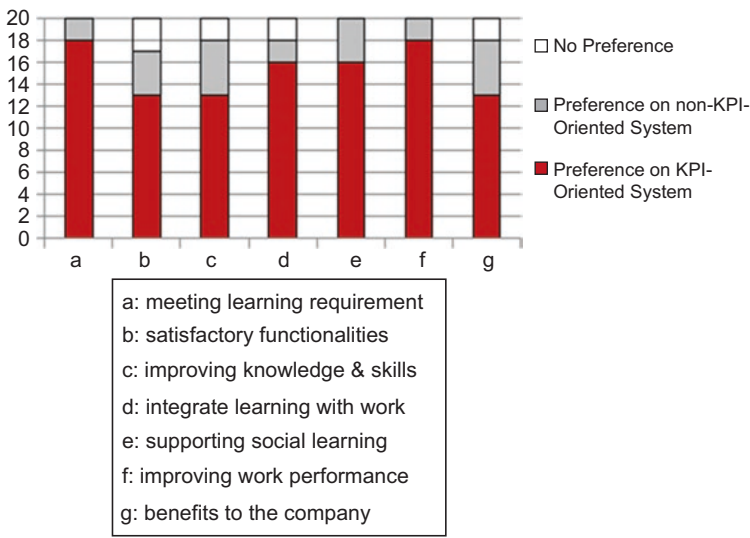 20
18
16
14
12
10
8
6
4
2
0
a b c d e f g
No Preference
Preference on non-KPI-
Oriented System
Preference on KPI-
Oriented System
a: meeting learning requirement
b: satisfactory functionalities
c: improving knowledge & skills
d: integrate learning with work
e: supporting social learning
f: improving work performance
g: benefits to the company